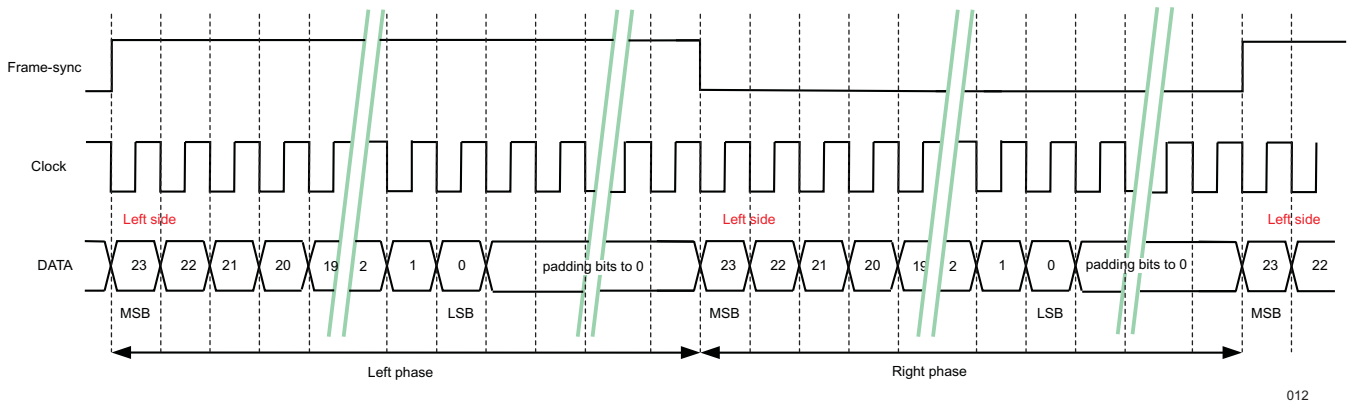 Frame-sync
Clock
Left side Left side Left side
DATA 23 22 21 20 19 2 1 0 padding bits to 0 23 22 21 20 19 2 1 0 padding bits to 0 23 22
MSB LSB MSB LSB MSB
Left phase Right phase
012